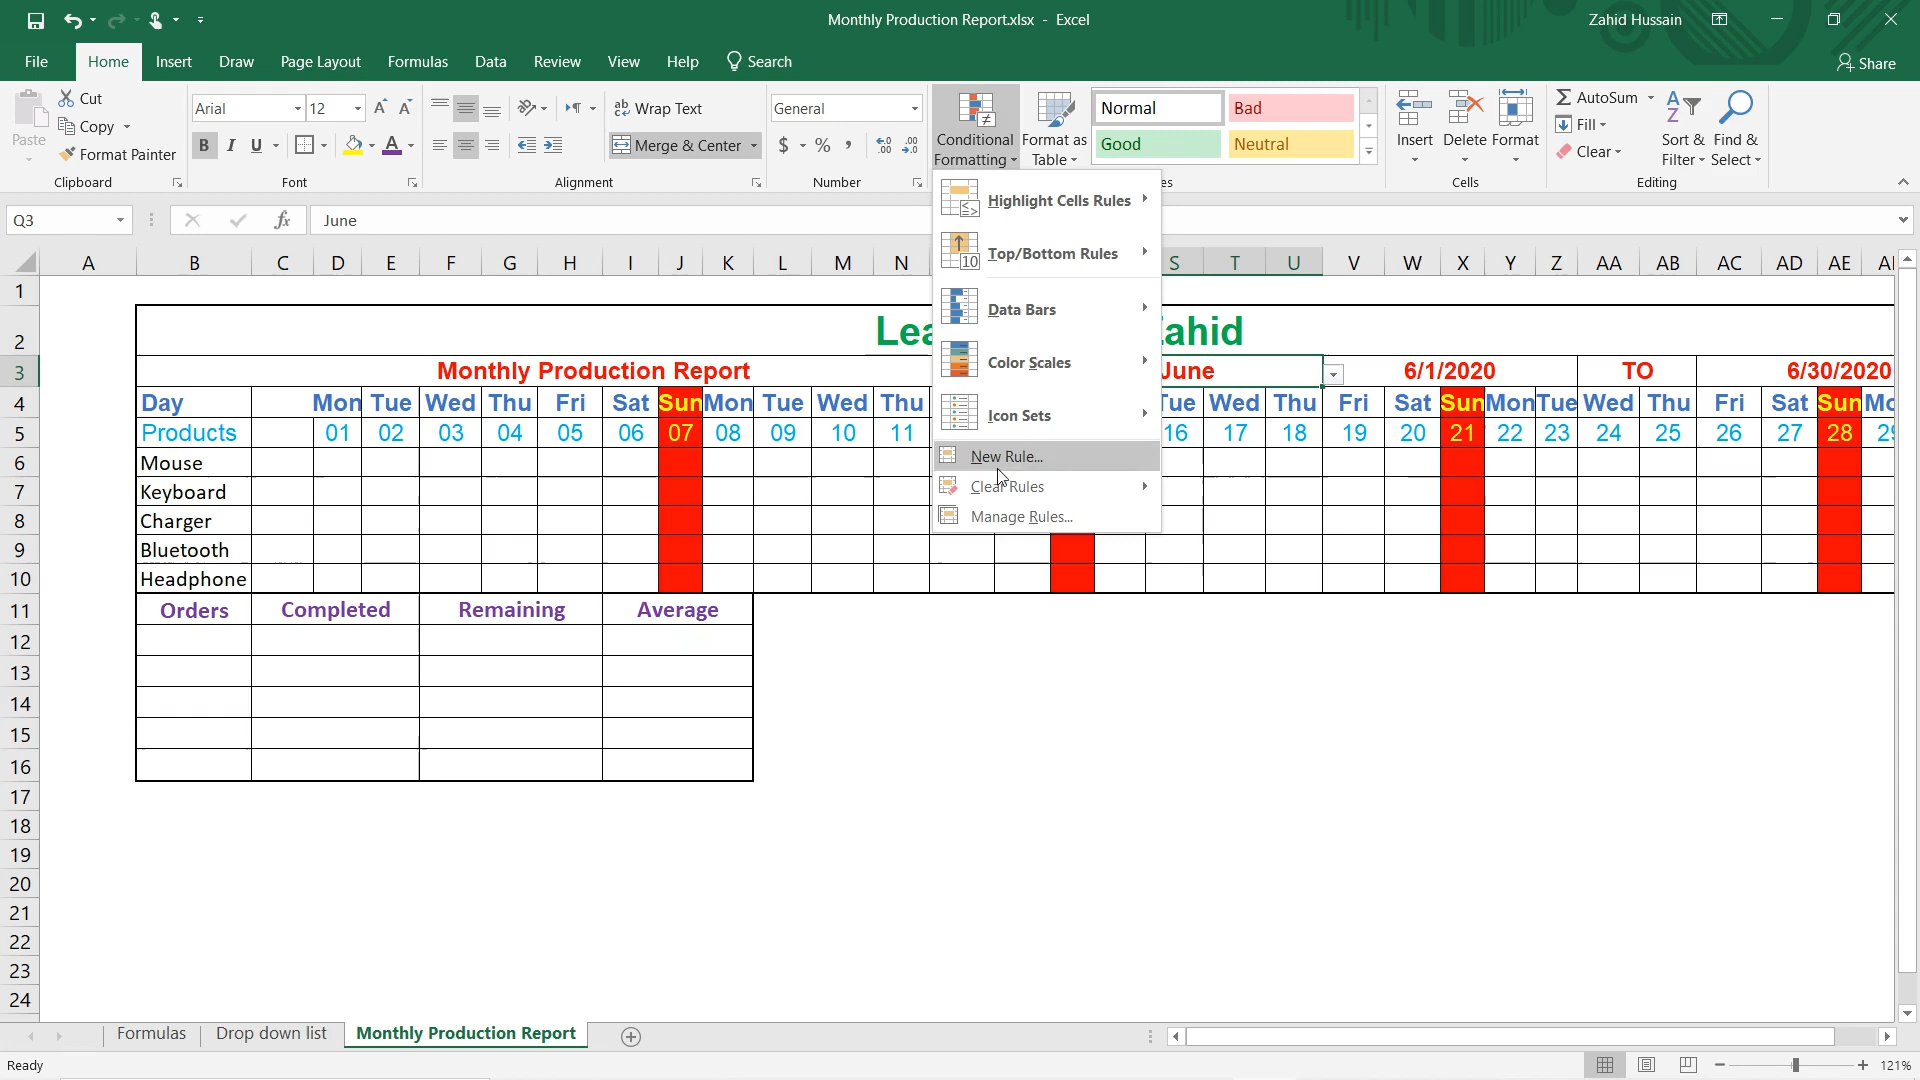 Monthly Production Report.xlsx - Excel
Zahid Hussain
File Home Insert Draw Page Layout Formulas Data Review View Help Search
Share
Paste
Cut
Copy
Format Painter
Clipboard
Arial 12
B I U
Font
Wrap Text
Merge & Center
Alignment
General
$ % ,
Number
Conditional Formatting
Format as Table
Normal Bad
Good Neutral
es
Insert Delete Format
Cells
AutoSum
Fill
Clear
Sort & Filter
Find & Select
Editing
Highlight Cells Rules
Top/Bottom Rules
Data Bars
Color Scales
Icon Sets
New Rule...
Clear Rules
Manage Rules...
Q3
fx
June
A B C D E F G H I J K L M N S T U V W X Y Z AA AB AC AD AE
1
2 Lea ahid
3 Monthly Production Report June 6/1/2020 TO 6/30/2020
4 Day Mon Tue Wed Thu Fri Sat Sun Mon Tue Wed Thu Tue Wed Thu Fri Sat Sun Mon Tue Wed Thu Fri Sat Sun Mo
5 Products 01 02 03 04 05 06 07 08 09 10 11 16 17 18 19 20 21 22 23 24 25 26 27 28 29
6 Mouse
7 Keyboard
8 Charger
9 Bluetooth
10 Headphone
11 Orders Completed Remaining Average
12
13
14
15
16
17
18
19
20
21
22
23
24
Formulas Drop down list Monthly Production Report
Ready
121%